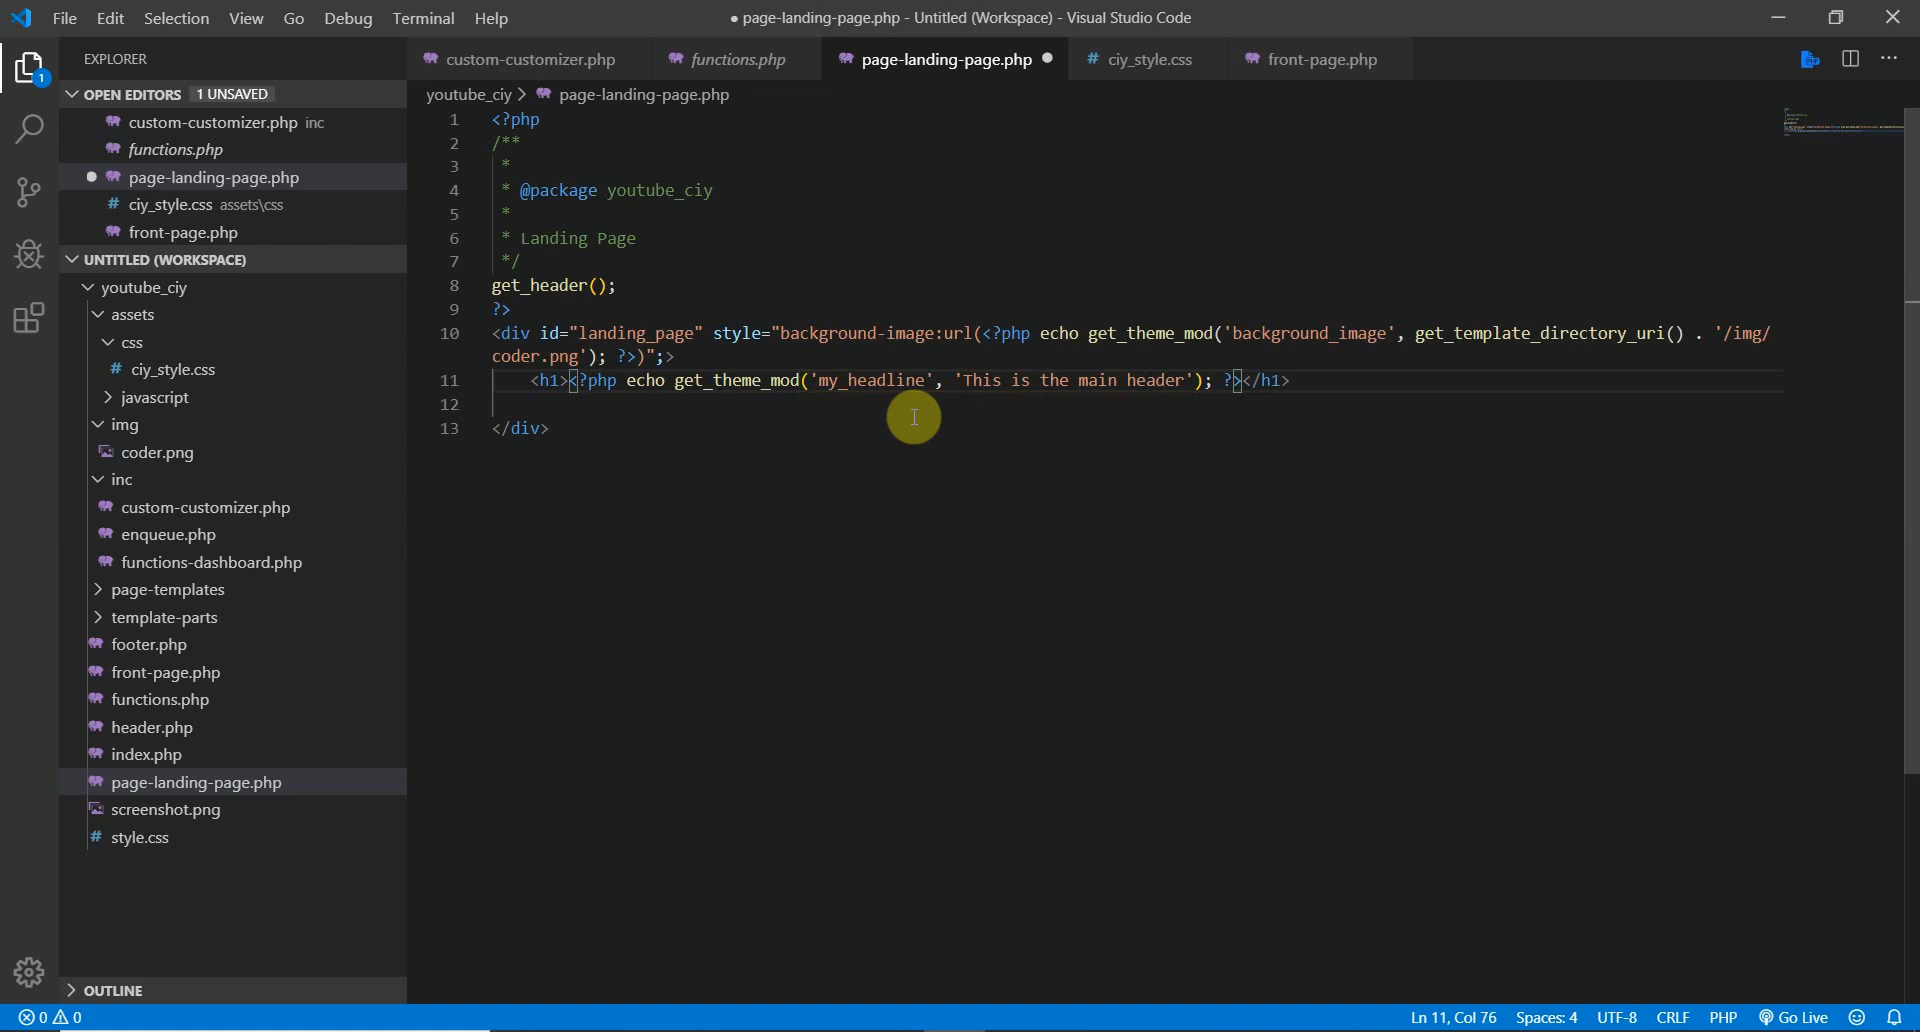 File Edit Selection View Go Debug Terminal Help
● page-landing-page.php - Untitled (Workspace) - Visual Studio Code
EXPLORER
1
OPEN EDITORS 1 UNSAVED
custom-customizer.php inc
functions.php
page-landing-page.php
# ciy_style.css assets\css
front-page.php
UNTITLED (WORKSPACE)
youtube_ciy
assets
css
# ciy_style.css
javascript
img
coder.png
inc
custom-customizer.php
enqueue.php
functions-dashboard.php
page-templates
template-parts
footer.php
front-page.php
functions.php
header.php
index.php
page-landing-page.php
screenshot.png
# style.css
OUTLINE
custom-customizer.php functions.php page-landing-page.php # ciy_style.css front-page.php
youtube_ciy > page-landing-page.php
1 <?php
2 /**
3 *
4 * @package youtube_ciy
5 *
6 * Landing Page
7 */
8 get_header();
9 ?>
10 <div id="landing_page" style="background-image:url(<?php echo get_theme_mod('background_image', get_template_directory_uri() . '/img/
coder.png'); ?>)";>
11 <h1><?php echo get_theme_mod('my_headline', 'This is the main header'); ?></h1>
12
13 </div>
0 0
Ln 11, Col 76 Spaces: 4 UTF-8 CRLF PHP Go Live